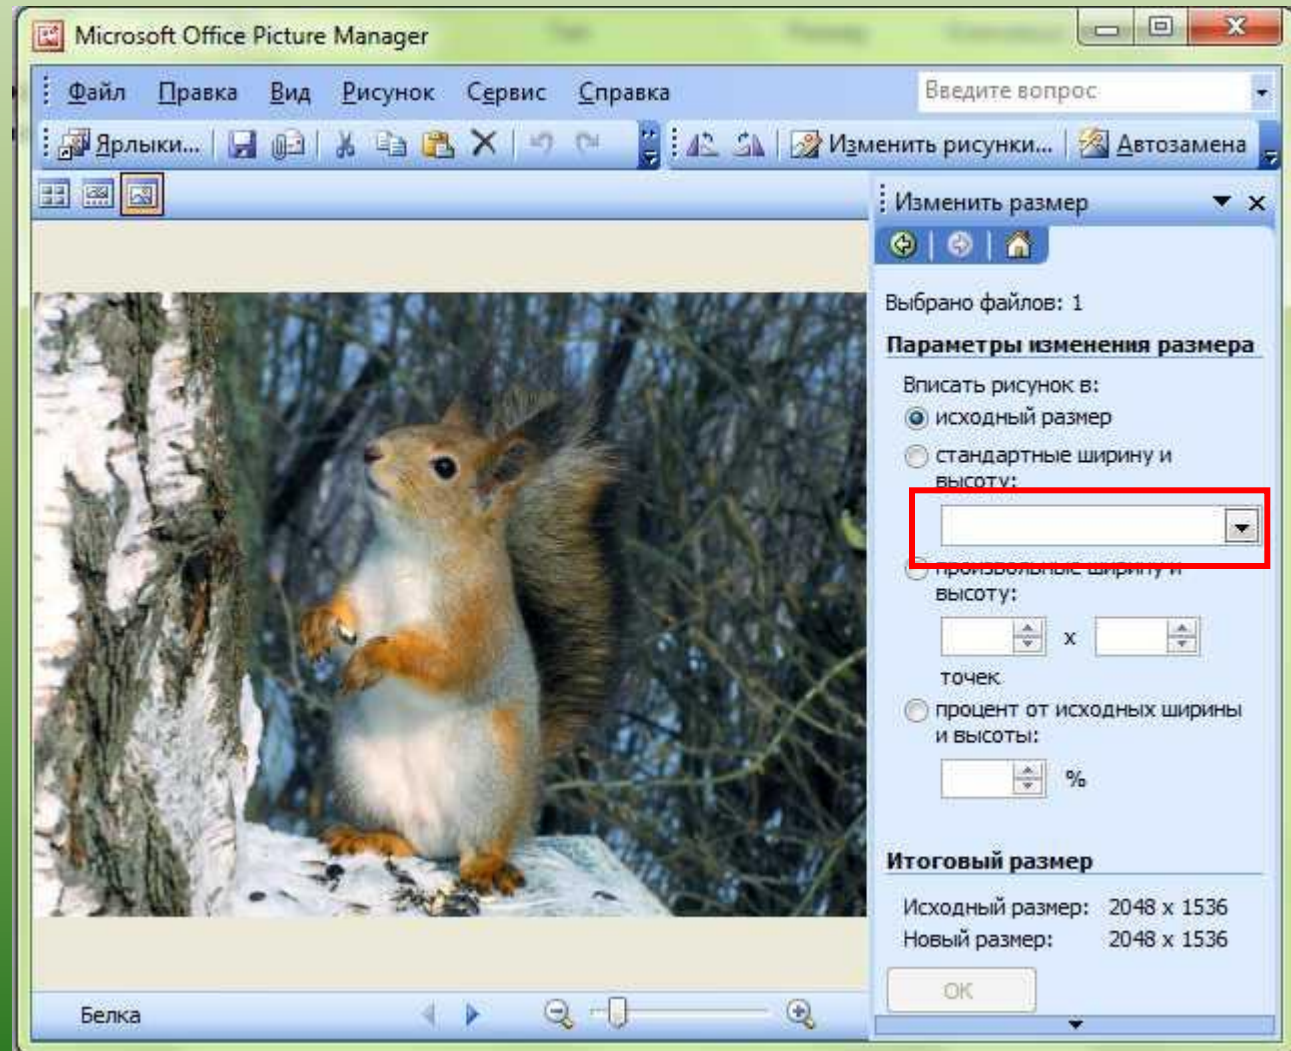 Microsoft Office Picture Manager
Файл Правка Вид Рисунок Сервис Справка Введите вопрос
Ярлыки... Изменить рисунки... Автозамена
Изменить размер
Выбрано файлов: 1
Параметры изменения размера
Вписать рисунок в:
исходный размер
стандартные ширину и
высоту:
произвольные ширину и
высоту:
x
точек
процент от исходных ширины
и высоты:
%
Итоговый размер
Исходный размер: 2048 x 1536
Новый размер: 2048 x 1536
OK
Белка